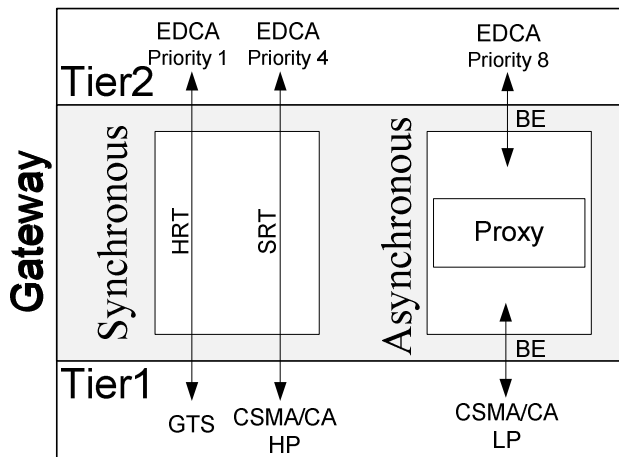 EDCA
Priority 1
EDCA
Priority 4
EDCA
Priority 8
Tier2
BE
Gateway
Synchronous
HRT
SRT
Asynchronous
Proxy
BE
Tier1
GTS
CSMA/CA
HP
CSMA/CA
LP